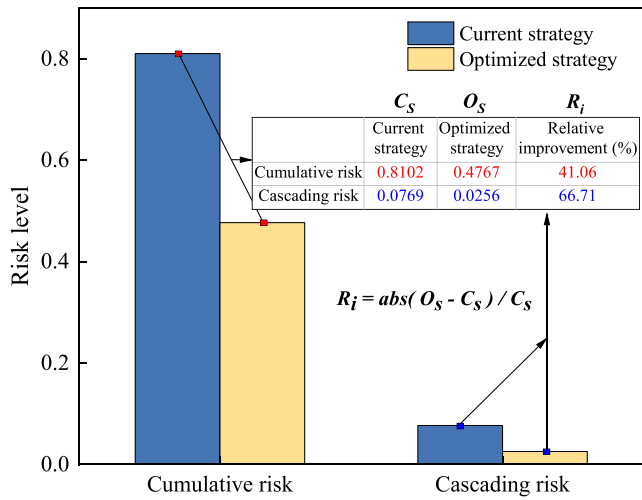 Current strategy
Optimized strategy
C_S O_S R_i
Current strategy Optimized strategy Relative improvement (%)
Cumulative risk 0.8102 0.4767 41.06
Cascading risk 0.0769 0.0256 66.71
R_i = abs( O_S - C_S ) / C_S
Risk level
0.8
0.6
0.4
0.2
0.0
Cumulative risk Cascading risk